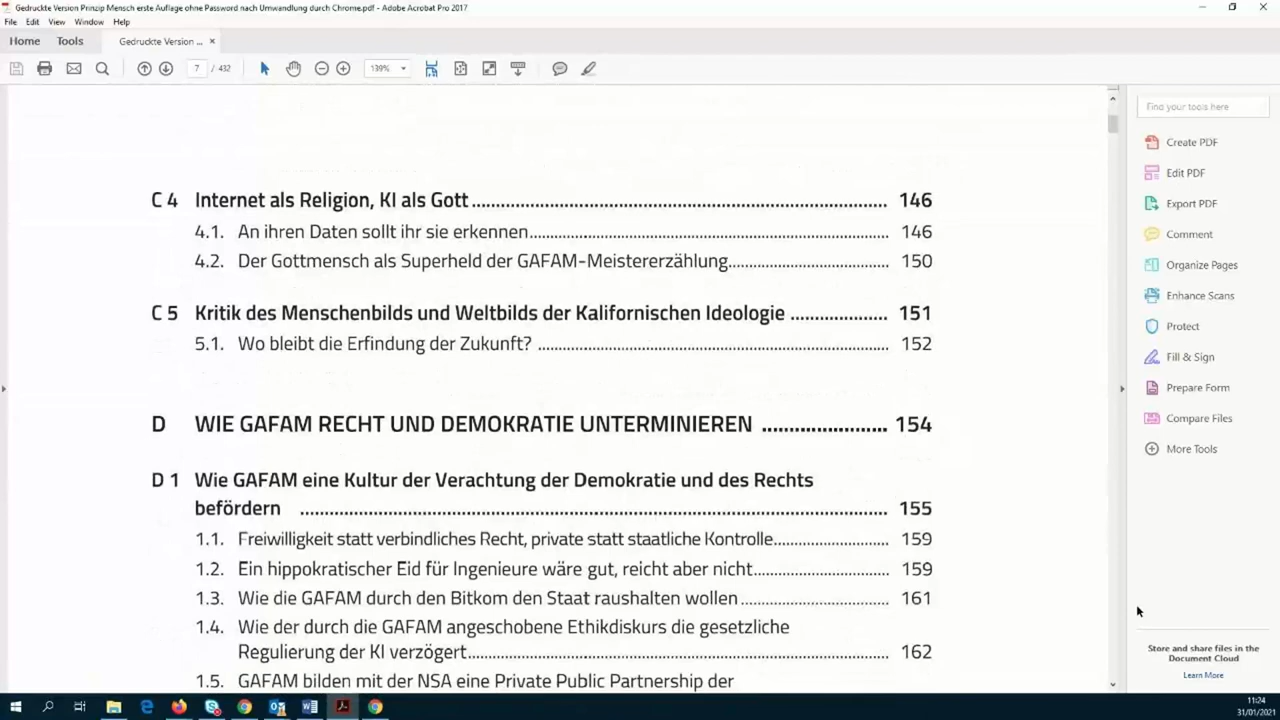 Gedruckte Version Prinzip Mensch erste Auflage ohne Password nach Umwandlung durch Chrome.pdf - Adobe Acrobat Pro 2017
File Edit View Window Help
Home Tools Gedruckte Version ... ×
7 / 432 139%
Find your tools here
Create PDF
Edit PDF
Export PDF
Comment
Organize Pages
Enhance Scans
Protect
Fill & Sign
Prepare Form
Compare Files
More Tools
Store and share files in the
Document Cloud
Learn More
C 4 Internet als Religion, KI als Gott ........ 146
4.1. An ihren Daten sollt ihr sie erkennen ........ 146
4.2. Der Gottmensch als Superheld der GAFAM-Meistererzählung ........ 150
C 5 Kritik des Menschenbilds und Weltbilds der Kalifornischen Ideologie ........ 151
5.1. Wo bleibt die Erfindung der Zukunft? ........ 152
D WIE GAFAM RECHT UND DEMOKRATIE UNTERMINIEREN ........ 154
D 1 Wie GAFAM eine Kultur der Verachtung der Demokratie und des Rechts
befördern ........ 155
1.1. Freiwilligkeit statt verbindliches Recht, private statt staatliche Kontrolle ........ 159
1.2. Ein hippokratischer Eid für Ingenieure wäre gut, reicht aber nicht ........ 159
1.3. Wie die GAFAM durch den Bitkom den Staat raushalten wollen ........ 161
1.4. Wie der durch die GAFAM angeschobene Ethikdiskurs die gesetzliche
Regulierung der KI verzögert ........ 162
1.5. GAFAM bilden mit der NSA eine Private Public Partnership der
11:24
31/01/2021